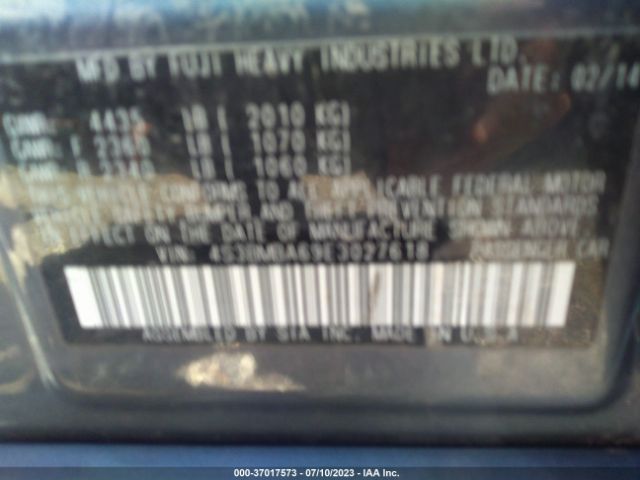 MFD BY FUJI HEAVY INDUSTRIES LTD.
DATE: 02/14
GVWR 4435 LB ( 2010 KG)
GAWR F 2360 LB ( 1070 KG)
GAWR R 2340 LB ( 1060 KG)
THIS VEHICLE CONFORMS TO ALL APPLICABLE FEDERAL MOTOR
VEHICLE SAFETY BUMPER AND THEFT PREVENTION STANDARDS
IN EFFECT ON THE DATE OF MANUFACTURE SHOWN ABOVE
VIN: 4S3BMBA69E3027618 PASSENGER CAR
ASSEMBLED BY SIA INC. MADE IN U.S.A
000-37017573 - 07/10/2023 - IAA Inc.